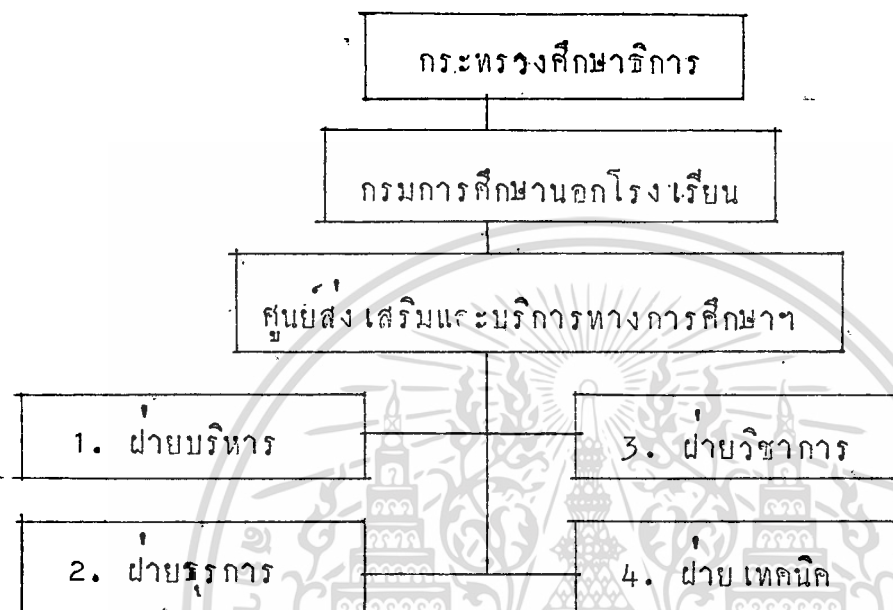 กระทรวงศึกษาธิการ
กรมการศึกษานอกโรงเรียน
ศูนย์ส่งเสริมและบริการทางการศึกษาฯ
1. ฝ่ายบริหาร
3. ฝ่ายวิชาการ
2. ฝ่ายธุรการ
4. ฝ่ายเทคนิค